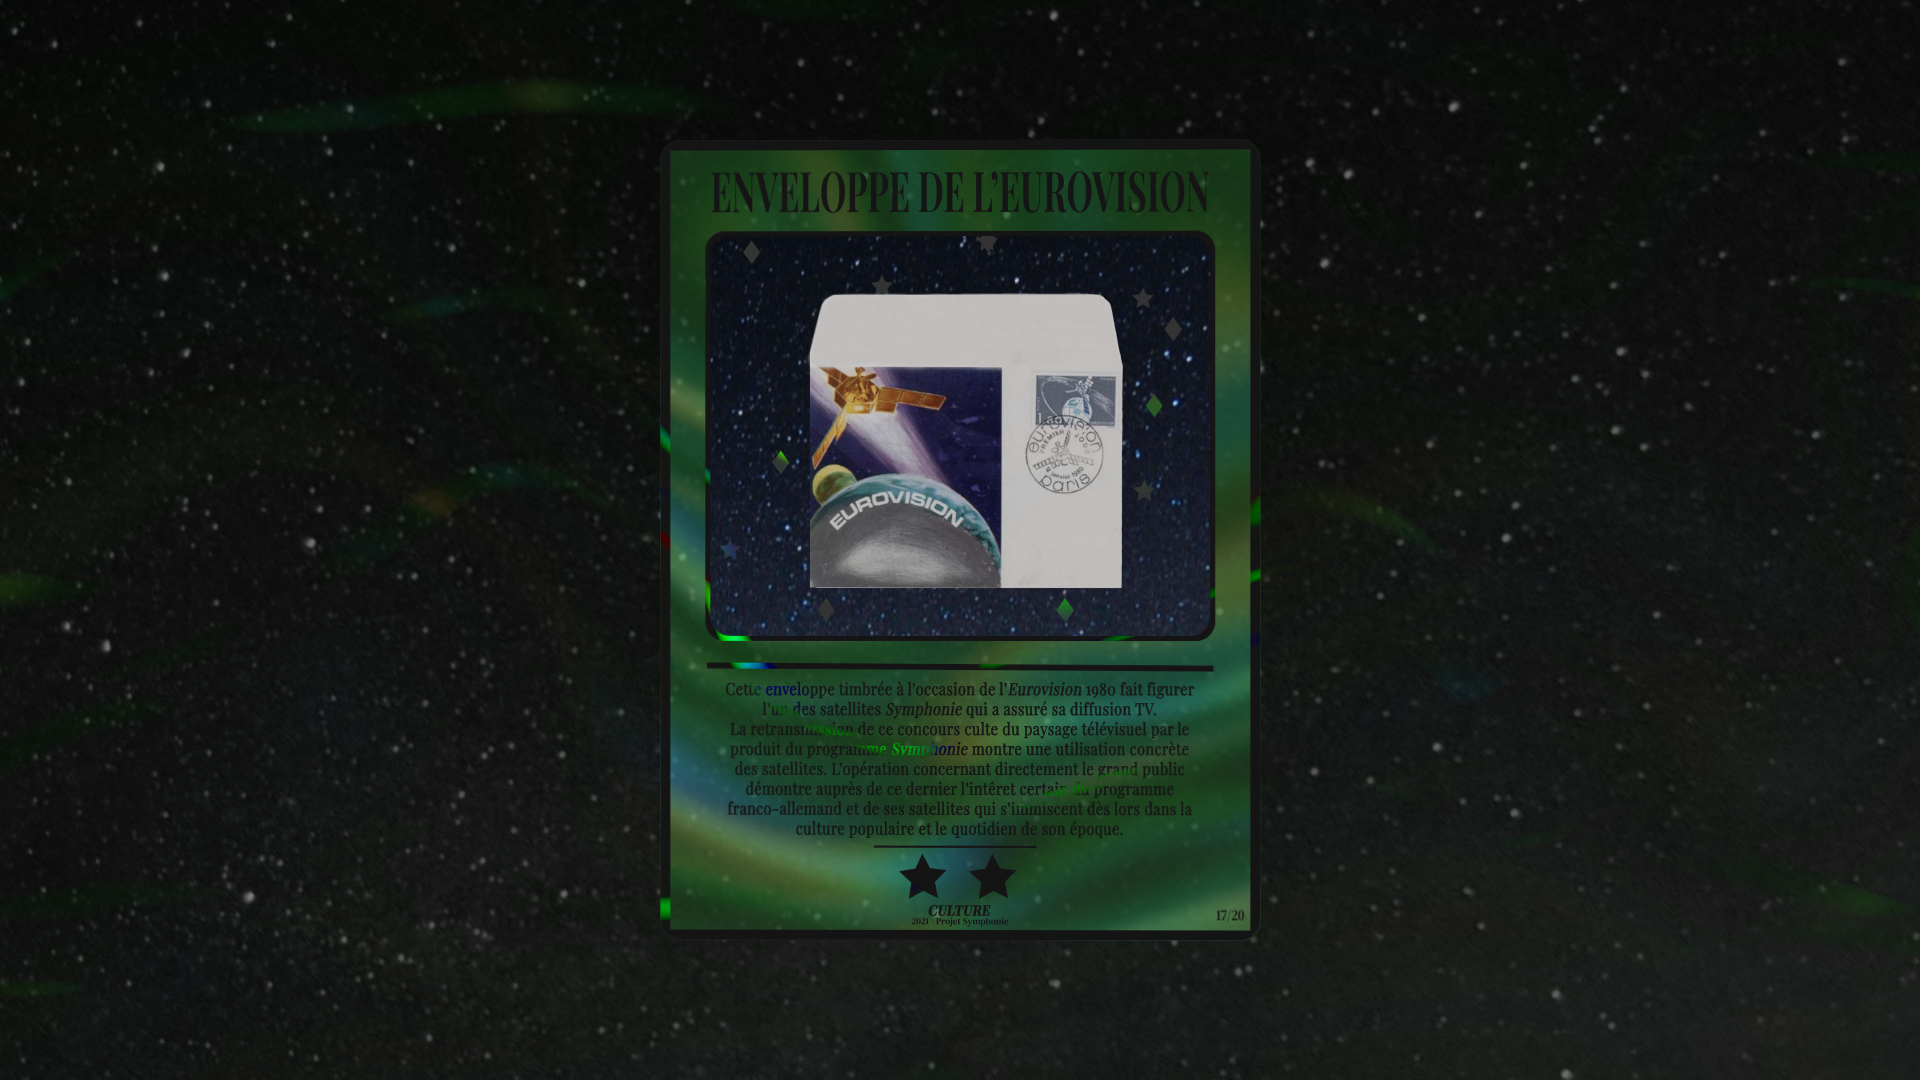 ENVELOPPE DE L'EUROVISION
EUROVISION
1.80
eurovision
PREMIER JOUR
janvier 1980
paris
Cette enveloppe timbrée à l'occasion de l'Eurovision 1980 fait figurer
l'un des satellites Symphonie qui a assuré sa diffusion TV.
La retransmission de ce concours culte du paysage télévisuel par le
produit du programme Symphonie montre une utilisation concrète
des satellites. L'opération concernant directement le grand public
démontre auprès de ce dernier l'intêret certain du programme
franco-allemand et de ses satellites qui s'immiscent dès lors dans la
culture populaire et le quotidien de son époque.
CULTURE
2021 - Projet Symphonie
17/20